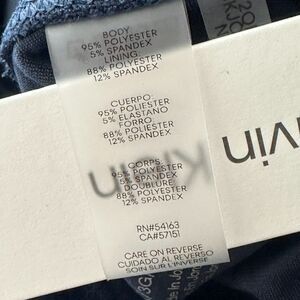 BODY
95% POLYESTER
5% SPANDEX
LINING:
88% POLYESTER
12% SPANDEX
CUERPO:
95% POLIESTER
5% ELASTANO
FORRO:
88% POLIESTER
12% SPANDEX
CORPS
95% POLYESTER
5% SPANDEX
DOUBLURE
88% POLYESTER
12% SPANDEX
RN#54163
CA#57151
CARE ON REVERSE
CUIDADO AL REVERSO
SOIN SUR L'INVERSE
vin